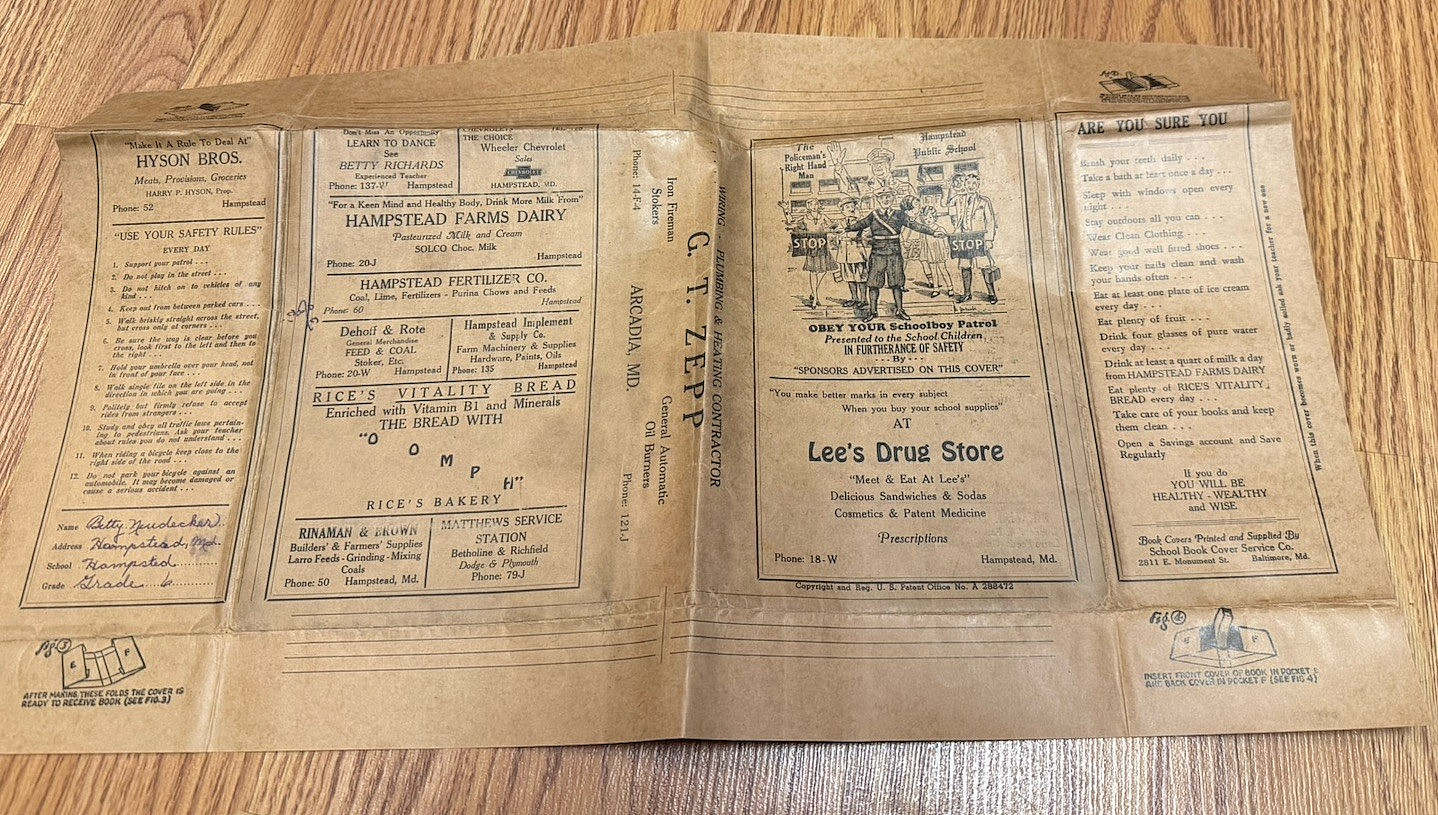 "Make It A Rule To Deal At"
HYSON BROS.
Meats, Provisions, Groceries
HARRY P. HYSON, Prop.
Phone: 52 Hampstead
"USE YOUR SAFETY RULES"
EVERY DAY
1. Support your patrol . . .
2. Do not play in the street . . .
3. Do not hitch on to vehicles of any
kind . . .
4. Keep out from between parked cars . . . .
5. Walk briskly straight across the street,
but cross only at corners . . .
6. Be sure the way is clear before you
cross, look first to the left and then to
the right . . .
7. Hold your umbrella over your head, not
in front of your face . . .
8. Walk single file on the left side in the
direction in which you are going . . .
9. Politely but firmly refuse to accept
rides from strangers . . .
10. Study and obey all traffic laws pertain-
ing to pedestrians. Ask your teacher
about rules you do not understand . . .
11. When riding a bicycle keep close to the
right side of the road . . .
12. Do not park your bicycle against an
automobile. It may become damaged or
cause a serious accident . . .
Name Betty Neudecker
Address Hampstead, Md.
School Hampsted
Grade Grade 6
fig 3
E F
AFTER MAKING THESE FOLDS THE COVER IS
READY TO RECEIVE BOOK (SEE FIG.3)
Don't Miss An Opportunity
LEARN TO DANCE
See
BETTY RICHARDS
Experienced Teacher
Phone: 137-W Hampstead
THE CHOICE
Wheeler Chevrolet
Sales
CHEVROLET
HAMPSTEAD, MD.
"For a Keen Mind and Healthy Body, Drink More Milk From"
HAMPSTEAD FARMS DAIRY
Pasteurized Milk and Cream
SOLCO Choc. Milk
Phone: 20-J Hampstead
HAMPSTEAD FERTILIZER CO.
Coal, Lime, Fertilizers - Purina Chows and Feeds
Phone: 60 Hampstead
Dehoff & Rote
General Merchandise
FEED & COAL
Stoker, Etc.
Phone: 20-W Hampstead
Hampstead Implement
& Supply Co.
Farm Machinery & Supplies
Hardware, Paints, Oils
Phone: 135 Hampstead
RICE'S VITALITY BREAD
Enriched with Vitamin B1 and Minerals
THE BREAD WITH
"O O M P H"
RICE'S BAKERY
RINAMAN & BROWN
Builders' & Farmers' Supplies
Larro Feeds - Grinding - Mixing
Coals
Phone: 50 Hampstead, Md.
MATTHEWS SERVICE
STATION
Betholine & Richfield
Dodge & Plymouth
Phone: 79-J
WIRING - PLUMBING & HEATING CONTRACTOR
G. T. ZEPP
Iron Fireman
Stokers
General Automatic
Oil Burners
Phone: 14-F-4
ARCADIA, MD.
Phone: 121-J
The
Policeman's
Right Hand
Man
Hampstead
Public School
STOP
STOP
OBEY YOUR Schoolboy Patrol
Presented to the School Children
IN FURTHERANCE OF SAFETY
. . . By . . .
"SPONSORS ADVERTISED ON THIS COVER"
"You make better marks in every subject
When you buy your school supplies"
AT
Lee's Drug Store
"Meet & Eat At Lee's"
Delicious Sandwiches & Sodas
Cosmetics & Patent Medicine
Prescriptions
Phone: 18-W Hampstead, Md.
Copyright and Reg. U. S. Patent Office No. A 288472
ARE YOU SURE YOU
Brush your teeth daily . . .
Take a bath at least once a day . . .
Sleep with windows open every
night . . .
Stay outdoors all you can . . .
Wear Clean Clothing . . .
Wear good well fitted shoes . . .
Keep your nails clean and wash
your hands often . . .
Eat at least one plate of ice cream
every day . . .
Eat plenty of fruit . . .
Drink four glasses of pure water
every day . . .
Drink at least a quart of milk a day
from HAMPSTEAD FARMS DAIRY
Eat plenty of RICE'S VITALITY
BREAD every day . . .
Take care of your books and keep
them clean . . .
Open a Savings account and Save
Regularly
If you do
YOU WILL BE
HEALTHY - WEALTHY
and WISE
Book Covers Printed and Supplied By
School Book Cover Service Co.
2811 E. Monument St. Baltimore, Md.
When this cover becomes worn or badly soiled ask your teacher for a new one
fig 4
E F
INSERT FRONT COVER OF BOOK IN POCKET E
AND BACK COVER IN POCKET F (SEE FIG 4)